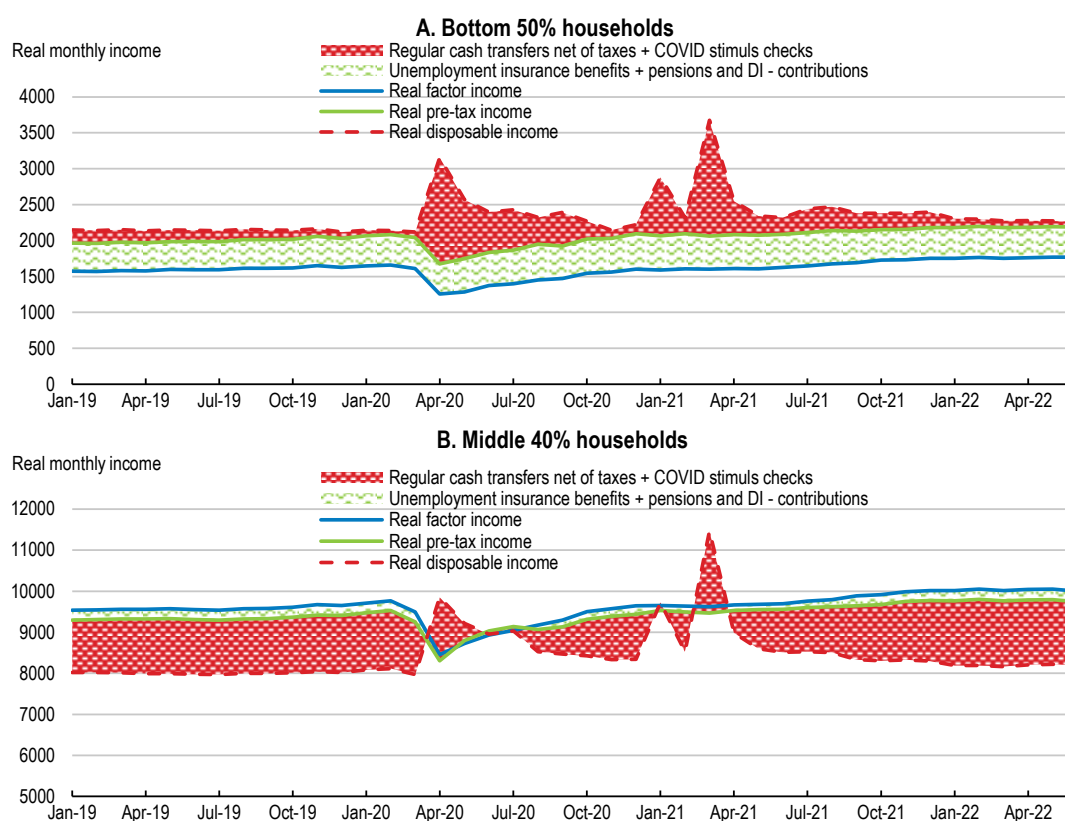 A. Bottom 50% households
Real monthly income
Regular cash transfers net of taxes + COVID stimuls checks
Unemployment insurance benefits + pensions and DI - contributions
Real factor income
Real pre-tax income
Real disposable income
4000
3500
3000
2500
2000
1500
1000
500
0
Jan-19 Apr-19 Jul-19 Oct-19 Jan-20 Apr-20 Jul-20 Oct-20 Jan-21 Apr-21 Jul-21 Oct-21 Jan-22 Apr-22
B. Middle 40% households
Real monthly income
Regular cash transfers net of taxes + COVID stimuls checks
Unemployment insurance benefits + pensions and DI - contributions
Real factor income
Real pre-tax income
Real disposable income
12000
11000
10000
9000
8000
7000
6000
5000
Jan-19 Apr-19 Jul-19 Oct-19 Jan-20 Apr-20 Jul-20 Oct-20 Jan-21 Apr-21 Jul-21 Oct-21 Jan-22 Apr-22